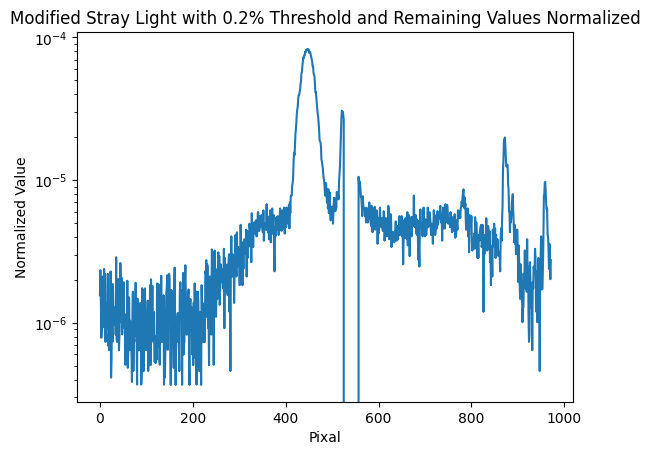 Modified Stray Light with 0.2% Threshold and Remaining Values Normalized
10⁻⁴
10⁻⁵
10⁻⁶
Normalized Value
0 200 400 600 800 1000
Pixal